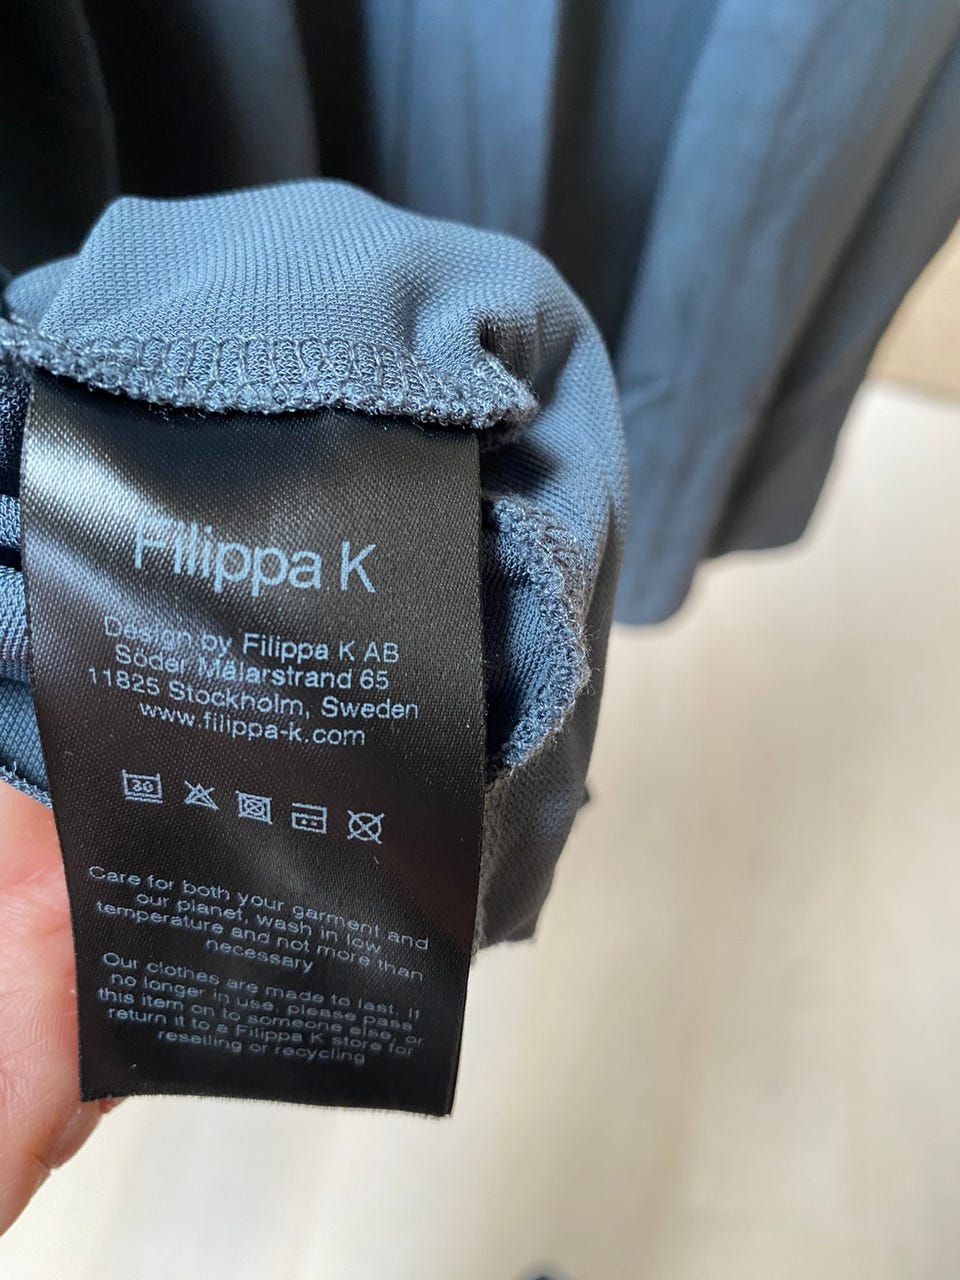 Filippa K
Design by Filippa K AB
Söder Mälarstrand 65
11825 Stockholm, Sweden
www.filippa-k.com
30
Care for both your garment and
our planet, wash in low
temperature and not more than
necessary
Our clothes are made to last. If
no longer in use, please pass
this item on to someone else, or
return it to a Filippa K store for
reselling or recycling